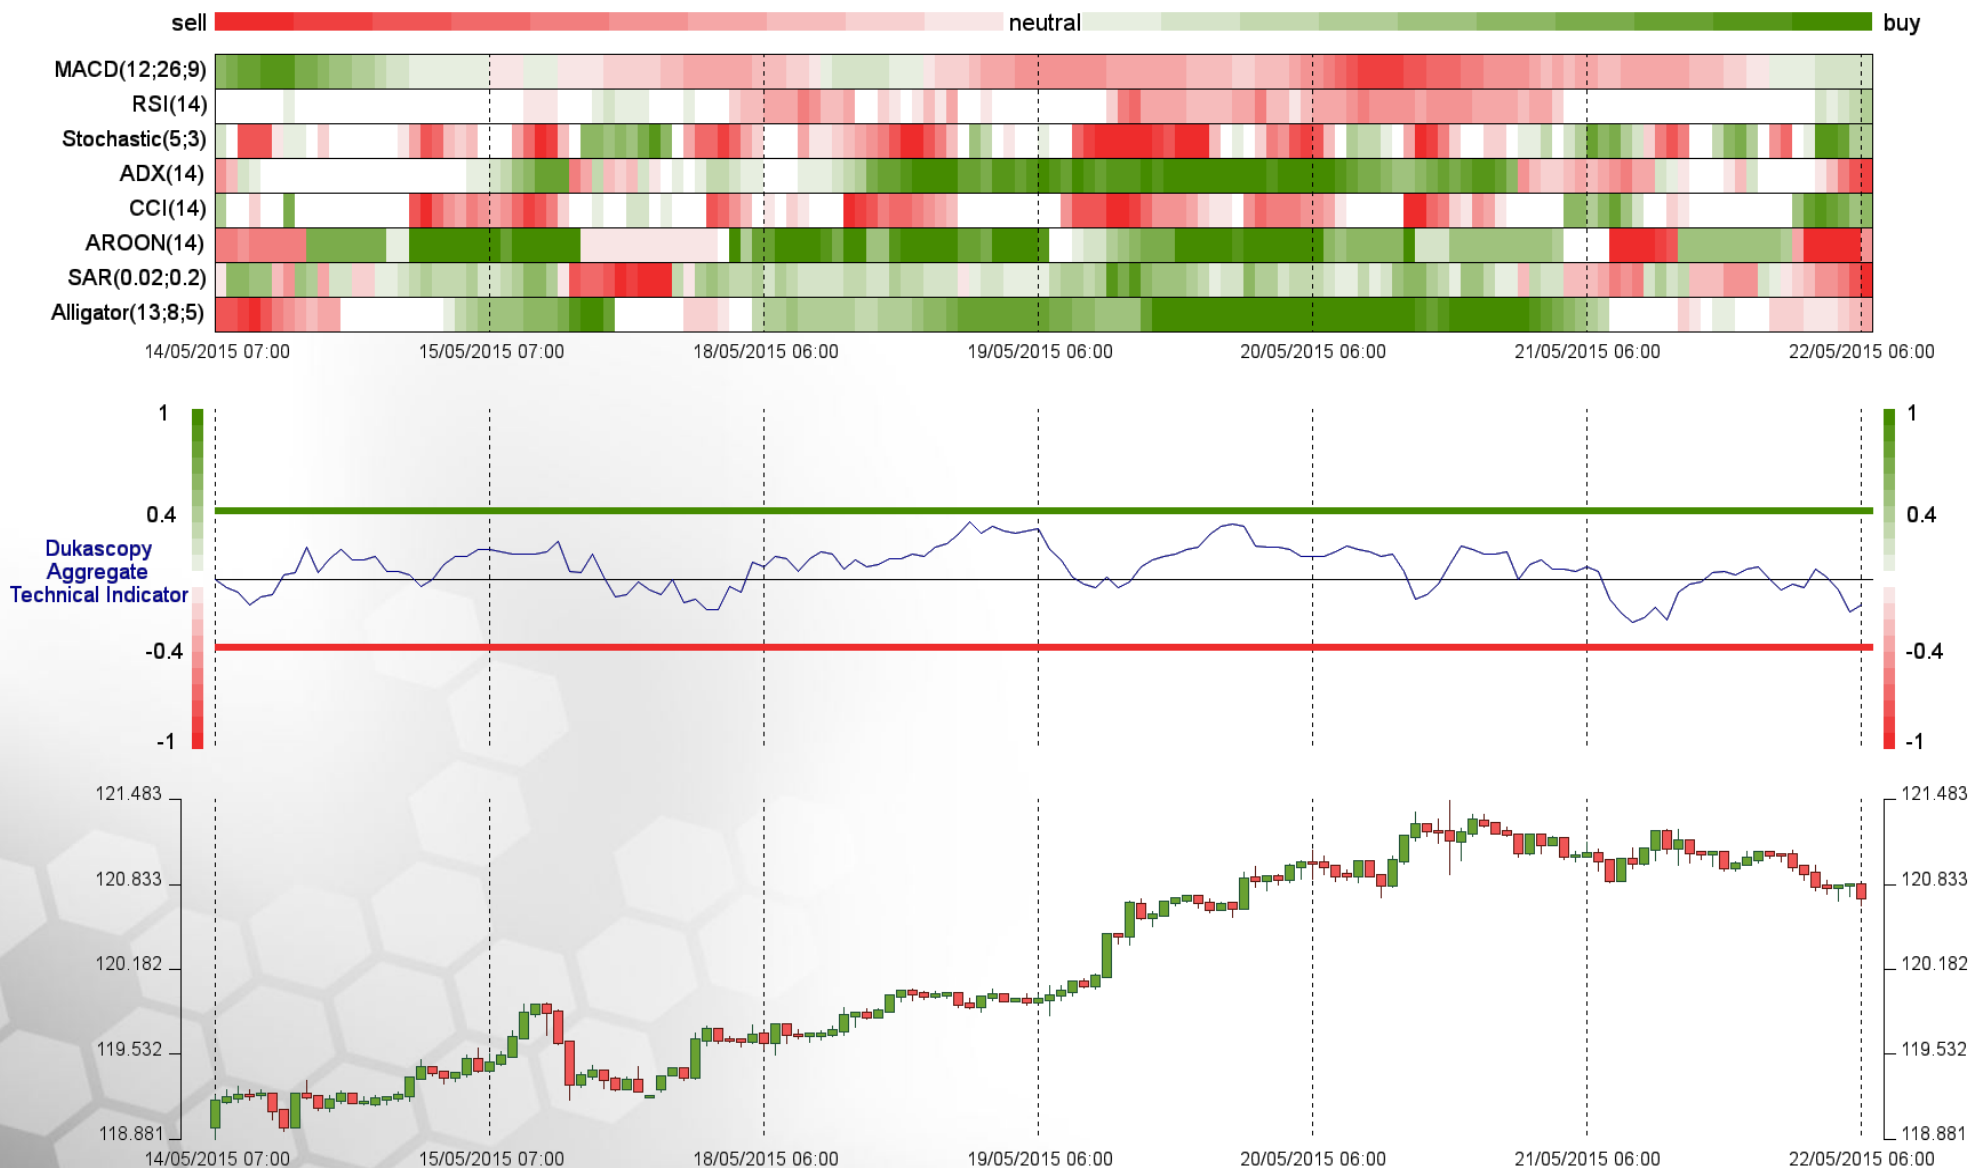 sell neutral buy
MACD(12;26;9)
RSI(14)
Stochastic(5;3)
ADX(14)
CCI(14)
AROON(14)
SAR(0.02;0.2)
Alligator(13;8;5)
14/05/2015 07:00 15/05/2015 07:00 18/05/2015 06:00 19/05/2015 06:00 20/05/2015 06:00 21/05/2015 06:00 22/05/2015 06:00
1 1
0.4 0.4
Dukascopy
Aggregate
Technical Indicator
-0.4 -0.4
-1 -1
121.483 121.483
120.833 120.833
120.182 120.182
119.532 119.532
118.881 118.881
14/05/2015 07:00 15/05/2015 07:00 18/05/2015 06:00 19/05/2015 06:00 20/05/2015 06:00 21/05/2015 06:00 22/05/2015 06:00